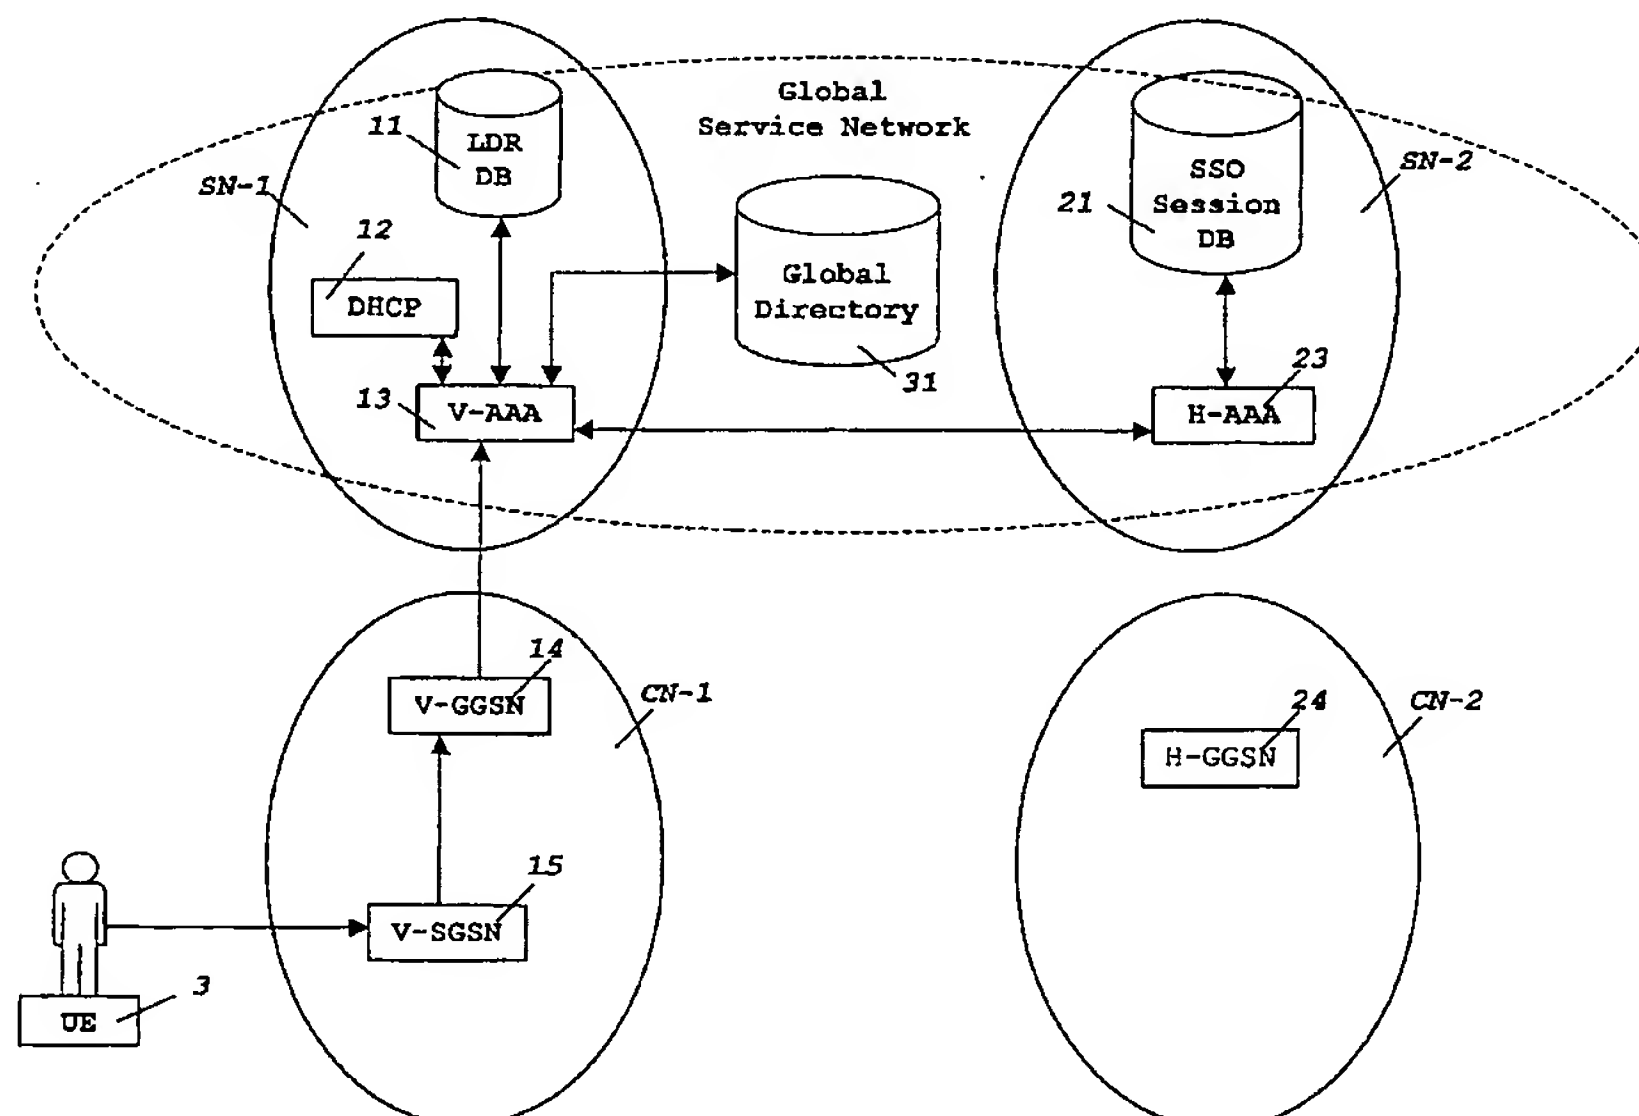 Global
Service Network
11
LDR
DB
SN-1
SSO
Session
DB
21
SN-2
12
DHCP
Global
Directory
31
13
V-AAA
23
H-AAA
14
V-GGSN
CN-1
24
H-GGSN
CN-2
15
V-SGSN
3
UE